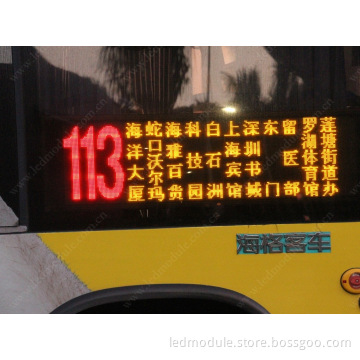 113
海洋大厦
蛇口沃尔玛
海雅百货
科技园
白石洲
上海宾馆
深圳书城
东门
留医部
罗湖体育馆
莲塘街道办
海格客车
ledmodule.store.bossgoo.com